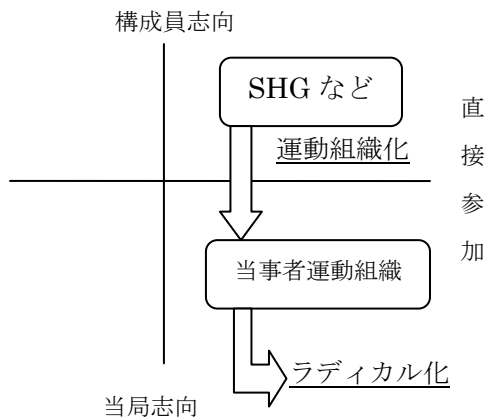 構成員志向
SHG など
運動組織化
直接参加
当事者運動組織
ラディカル化
当局志向